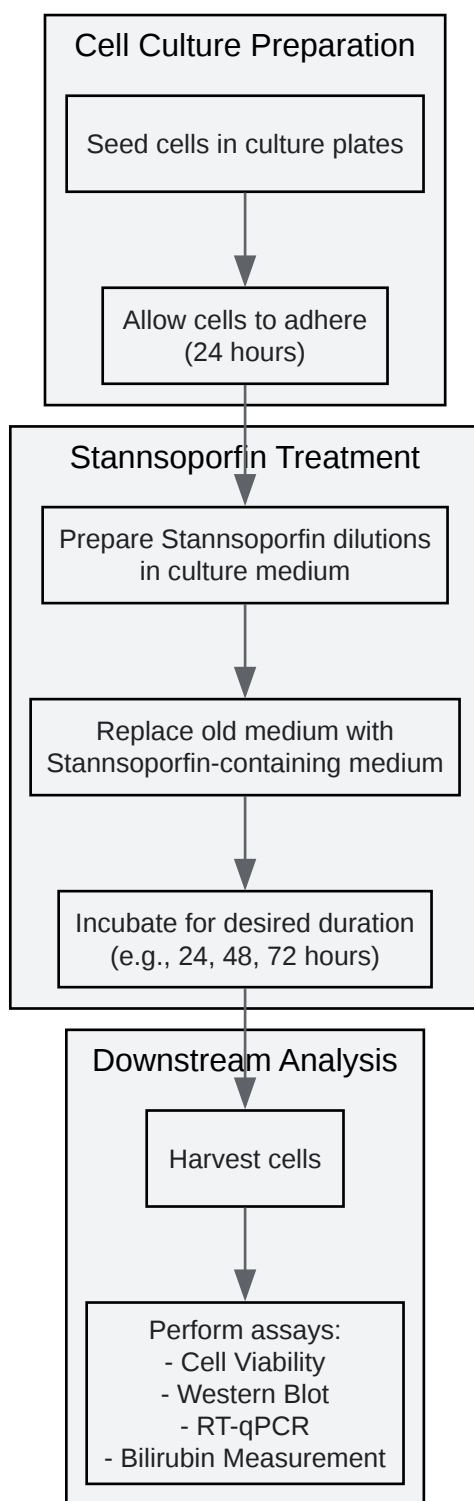 Cell Culture Preparation
Seed cells in culture plates
Allow cells to adhere
(24 hours)
Stannsoporfin Treatment
Prepare Stannsoporfin dilutions
in culture medium
Replace old medium with
Stannsoporfin-containing medium
Incubate for desired duration
(e.g., 24, 48, 72 hours)
Downstream Analysis
Harvest cells
Perform assays:
- Cell Viability
- Western Blot
- RT-qPCR
- Bilirubin Measurement